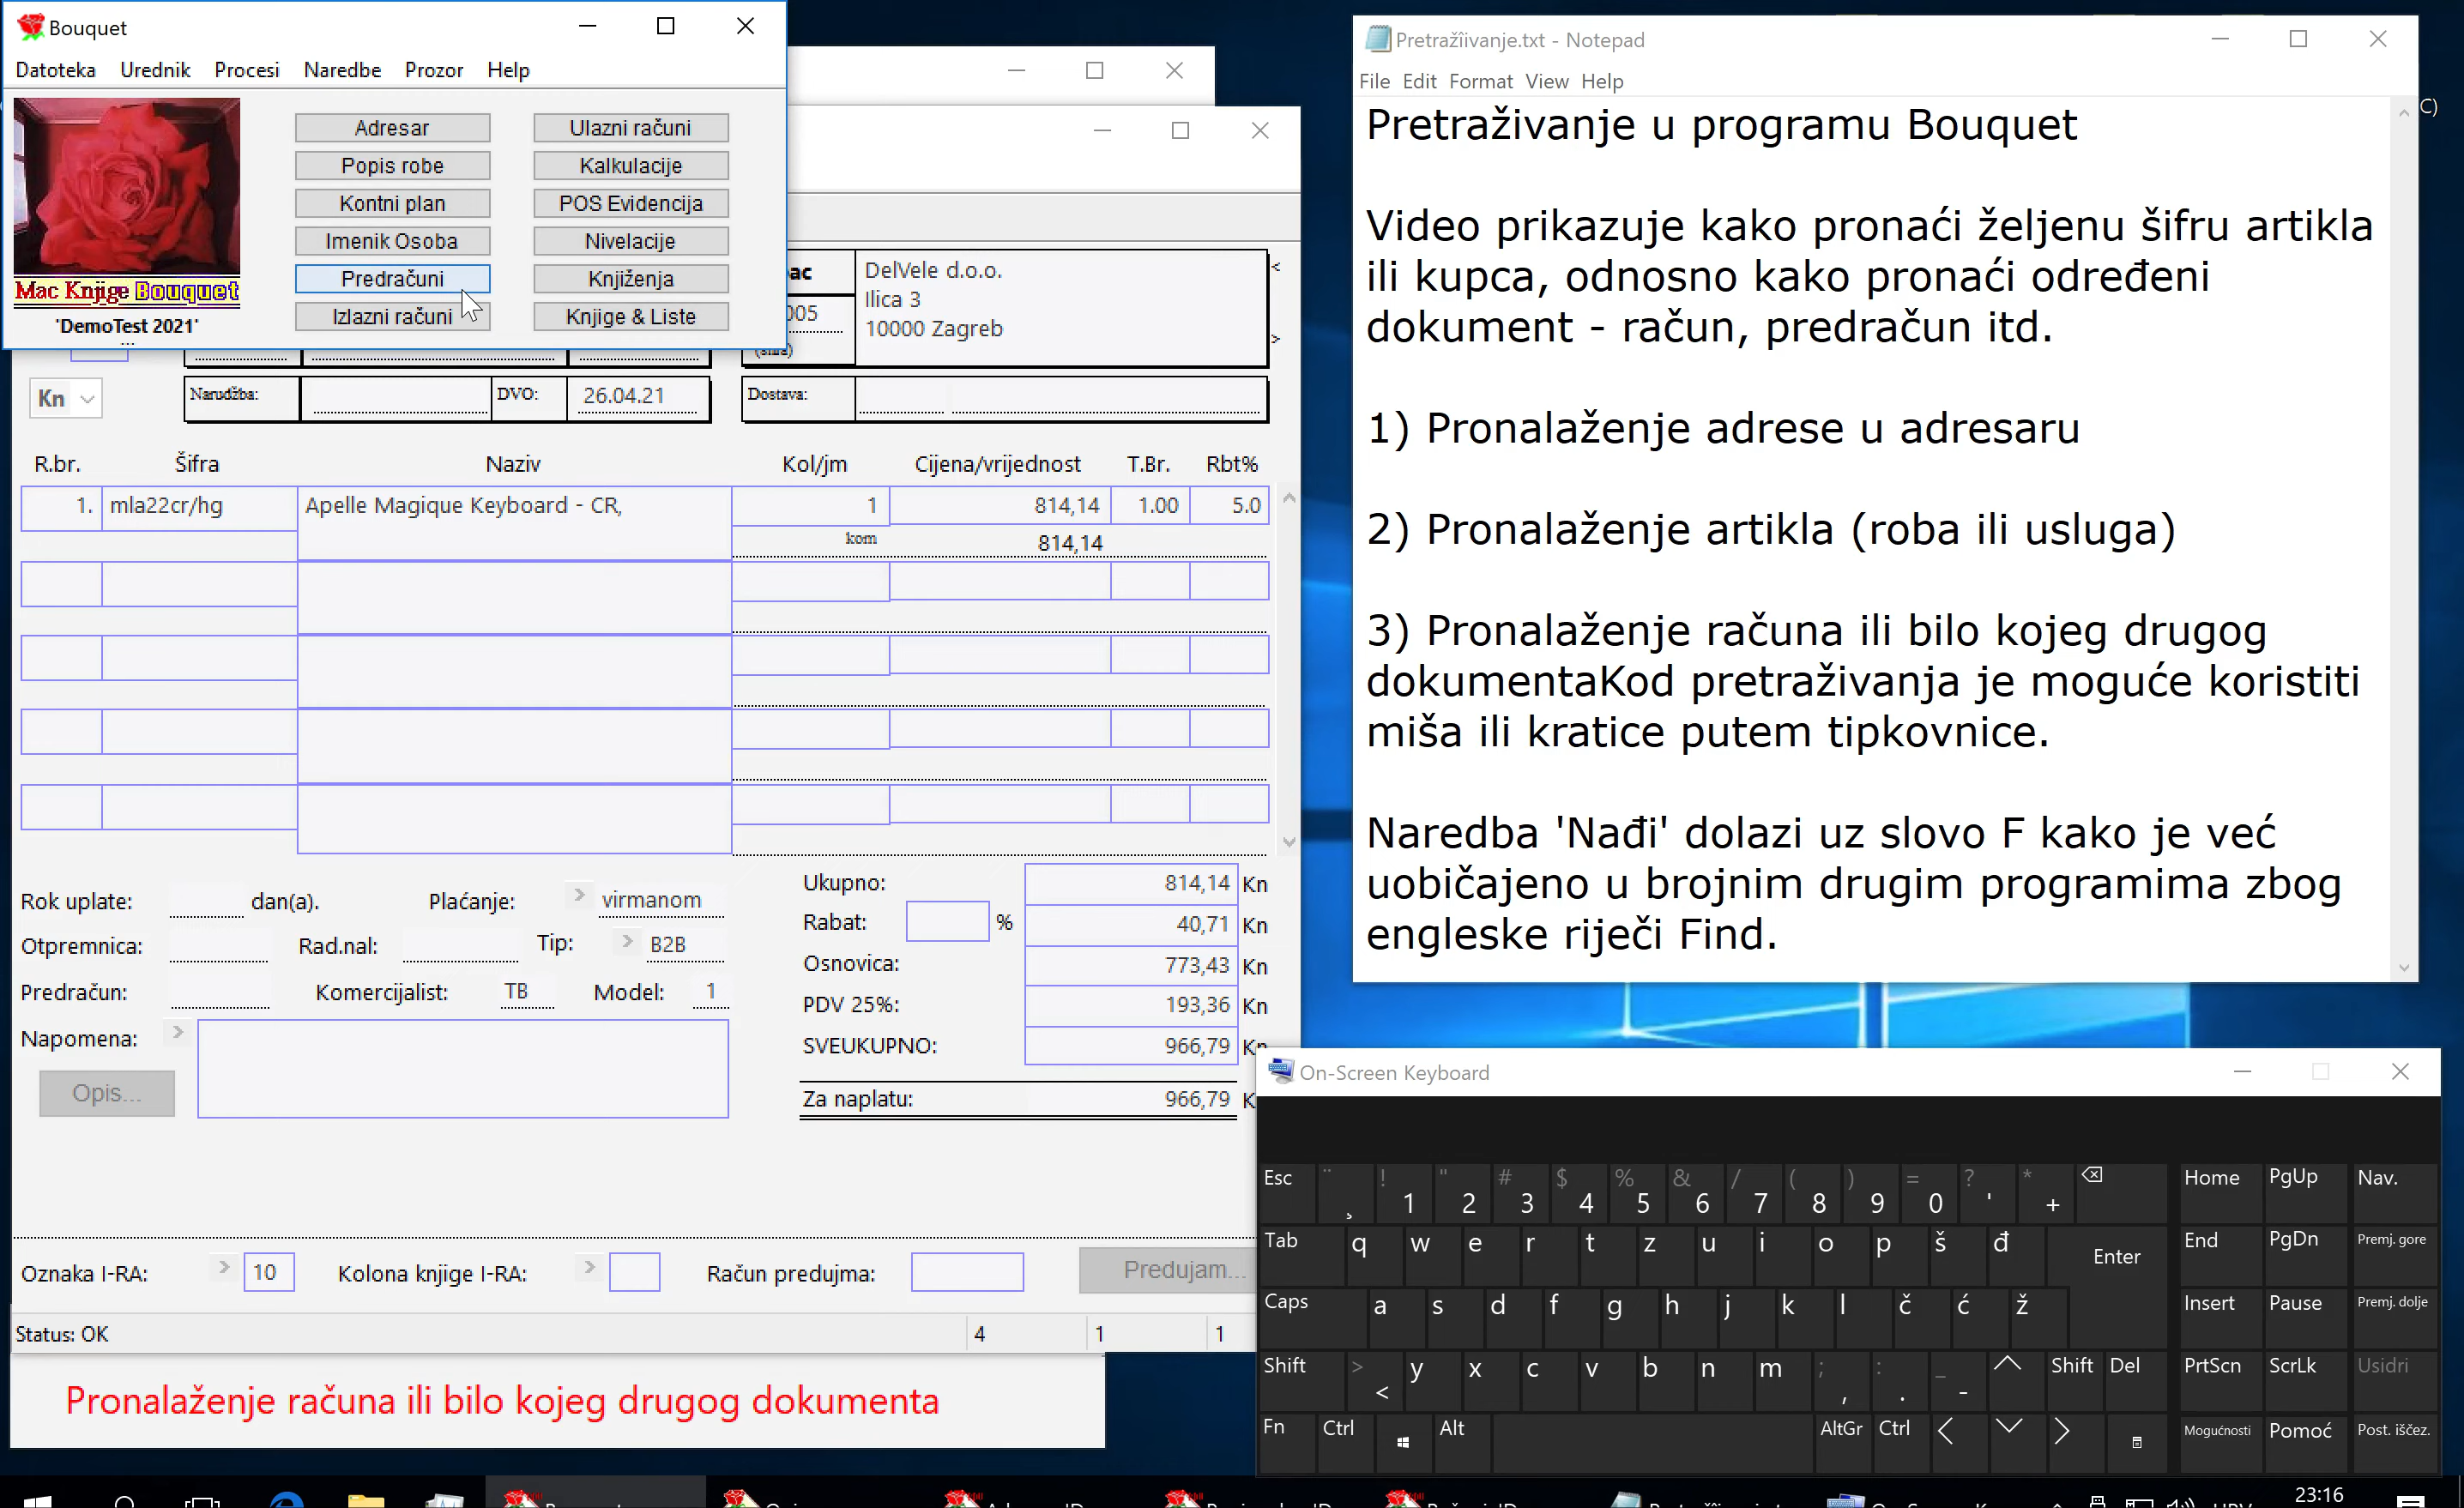 Bouquet
Datoteka Urednik Procesi Naredbe Prozor Help
Adresar Ulazni računi
Popis robe Kalkulacije
Kontni plan POS Evidencija
Imenik Osoba Nivelacije
Predračuni Knjiženja
Izlazni računi Knjige & Liste
Mac Knjige Bouquet
'DemoTest 2021'
...
DelVele d.o.o.
Ilica 3
10000 Zagreb
< >
Kn
Narudžba: DVO: 26.04.21 Dostava:
R.br. Šifra Naziv Kol/jm Cijena/vrijednost T.Br. Rbt%
1. mla22cr/hg Apelle Magique Keyboard - CR, 1 814,14 1.00 5.0
kom 814,14
Rok uplate: dan(a). Plaćanje: > virmanom
Otpremnica: Rad.nal: Tip: > B2B
Predračun: Komercijalist: TB Model: 1
Napomena: >
Opis...
Ukupno: 814,14 Kn
Rabat: % 40,71 Kn
Osnovica: 773,43 Kn
PDV 25%: 193,36 Kn
SVEUKUPNO: 966,79
Za naplatu: 966,79
Oznaka I-RA: > 10 Kolona knjige I-RA: > Račun predujma: Predujam...
Status: OK 4 1 1
Pronalaženje računa ili bilo kojeg drugog dokumenta
Pretražiivanje.txt - Notepad
File Edit Format View Help
Pretraživanje u programu Bouquet
Video prikazuje kako pronaći željenu šifru artikla
ili kupca, odnosno kako pronaći određeni
dokument - račun, predračun itd.
1) Pronalaženje adrese u adresaru
2) Pronalaženje artikla (roba ili usluga)
3) Pronalaženje računa ili bilo kojeg drugog
dokumentaKod pretraživanja je moguće koristiti
miša ili kratice putem tipkovnice.
Naredba 'Nađi' dolazi uz slovo F kako je već
uobičajeno u brojnim drugim programima zbog
engleske riječi Find.
C)
On-Screen Keyboard
Esc ¨ ¸ ! 1 " 2 # 3 $ 4 % 5 & 6 / 7 ( 8 ) 9 = 0 ? ' * + Home PgUp Nav.
Tab q w e r t z u i o p š đ Enter End PgDn Premj. gore
Caps a s d f g h j k l č ć ž Insert Pause Premj. dolje
Shift > < y x c v b n m ; , : . _ - Shift Del PrtScn ScrLk Usidri
Fn Ctrl Alt AltGr Ctrl Mogućnosti Pomoć Post. iščez.
23:16